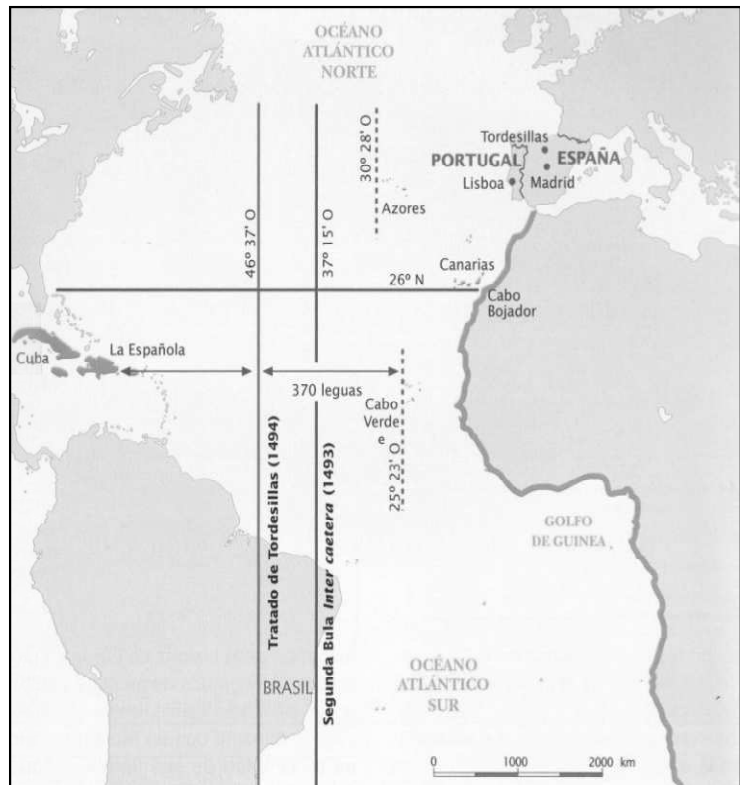 OCÉANO
ATLÁNTICO
NORTE
30º 28' O
Tordesillas
PORTUGAL
ESPAÑA
Lisboa
Madrid
Azores
46º 37' O
37º 15' O
Canarias
26º N
Cabo
Bojador
La Española
Cuba
370 leguas
Cabo
Verde
e
25º 23' O
Tratado de Tordesillas (1494)
Segunda Bula Inter caetera (1493)
GOLFO
DE GUINEA
BRASIL
OCÉANO
ATLÁNTICO
SUR
0 1000 2000 km